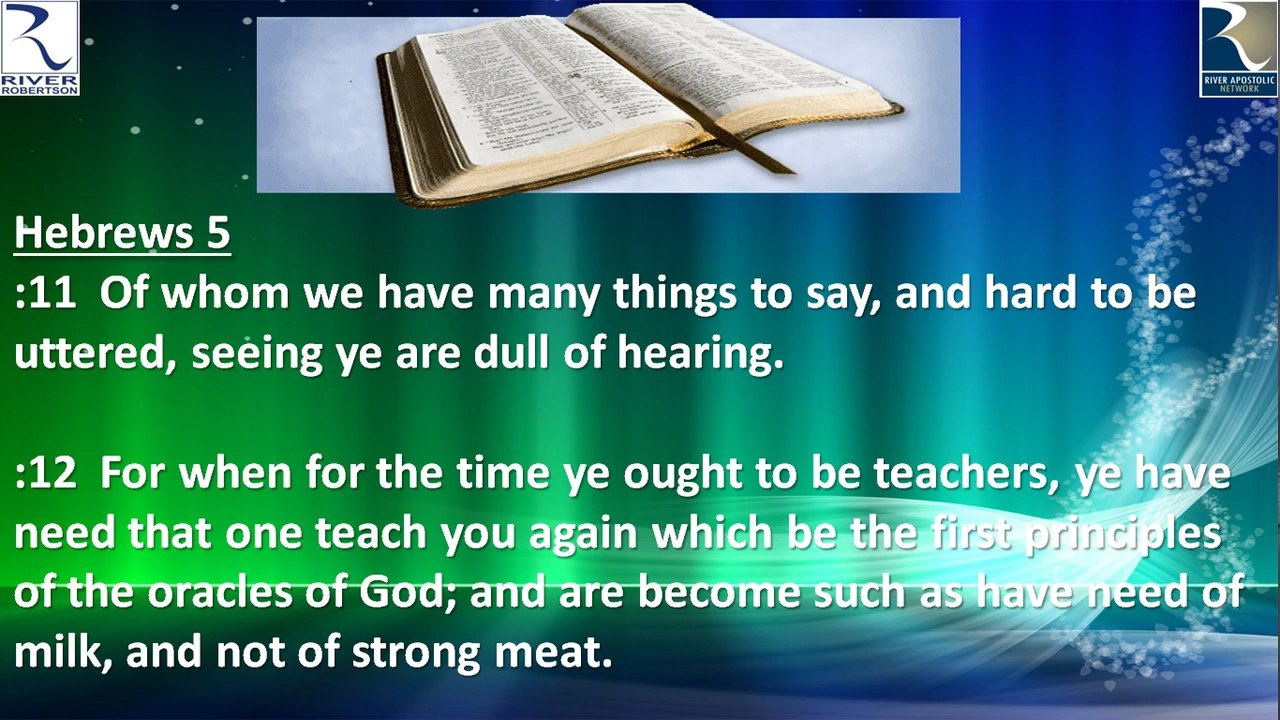 RIVER
ROBERTSON
RIVER APOSTOLIC
NETWORK
Hebrews 5
:11  Of whom we have many things to say, and hard to be
uttered, seeing ye are dull of hearing.
:12  For when for the time ye ought to be teachers, ye have
need that one teach you again which be the first principles
of the oracles of God; and are become such as have need of
milk, and not of strong meat.